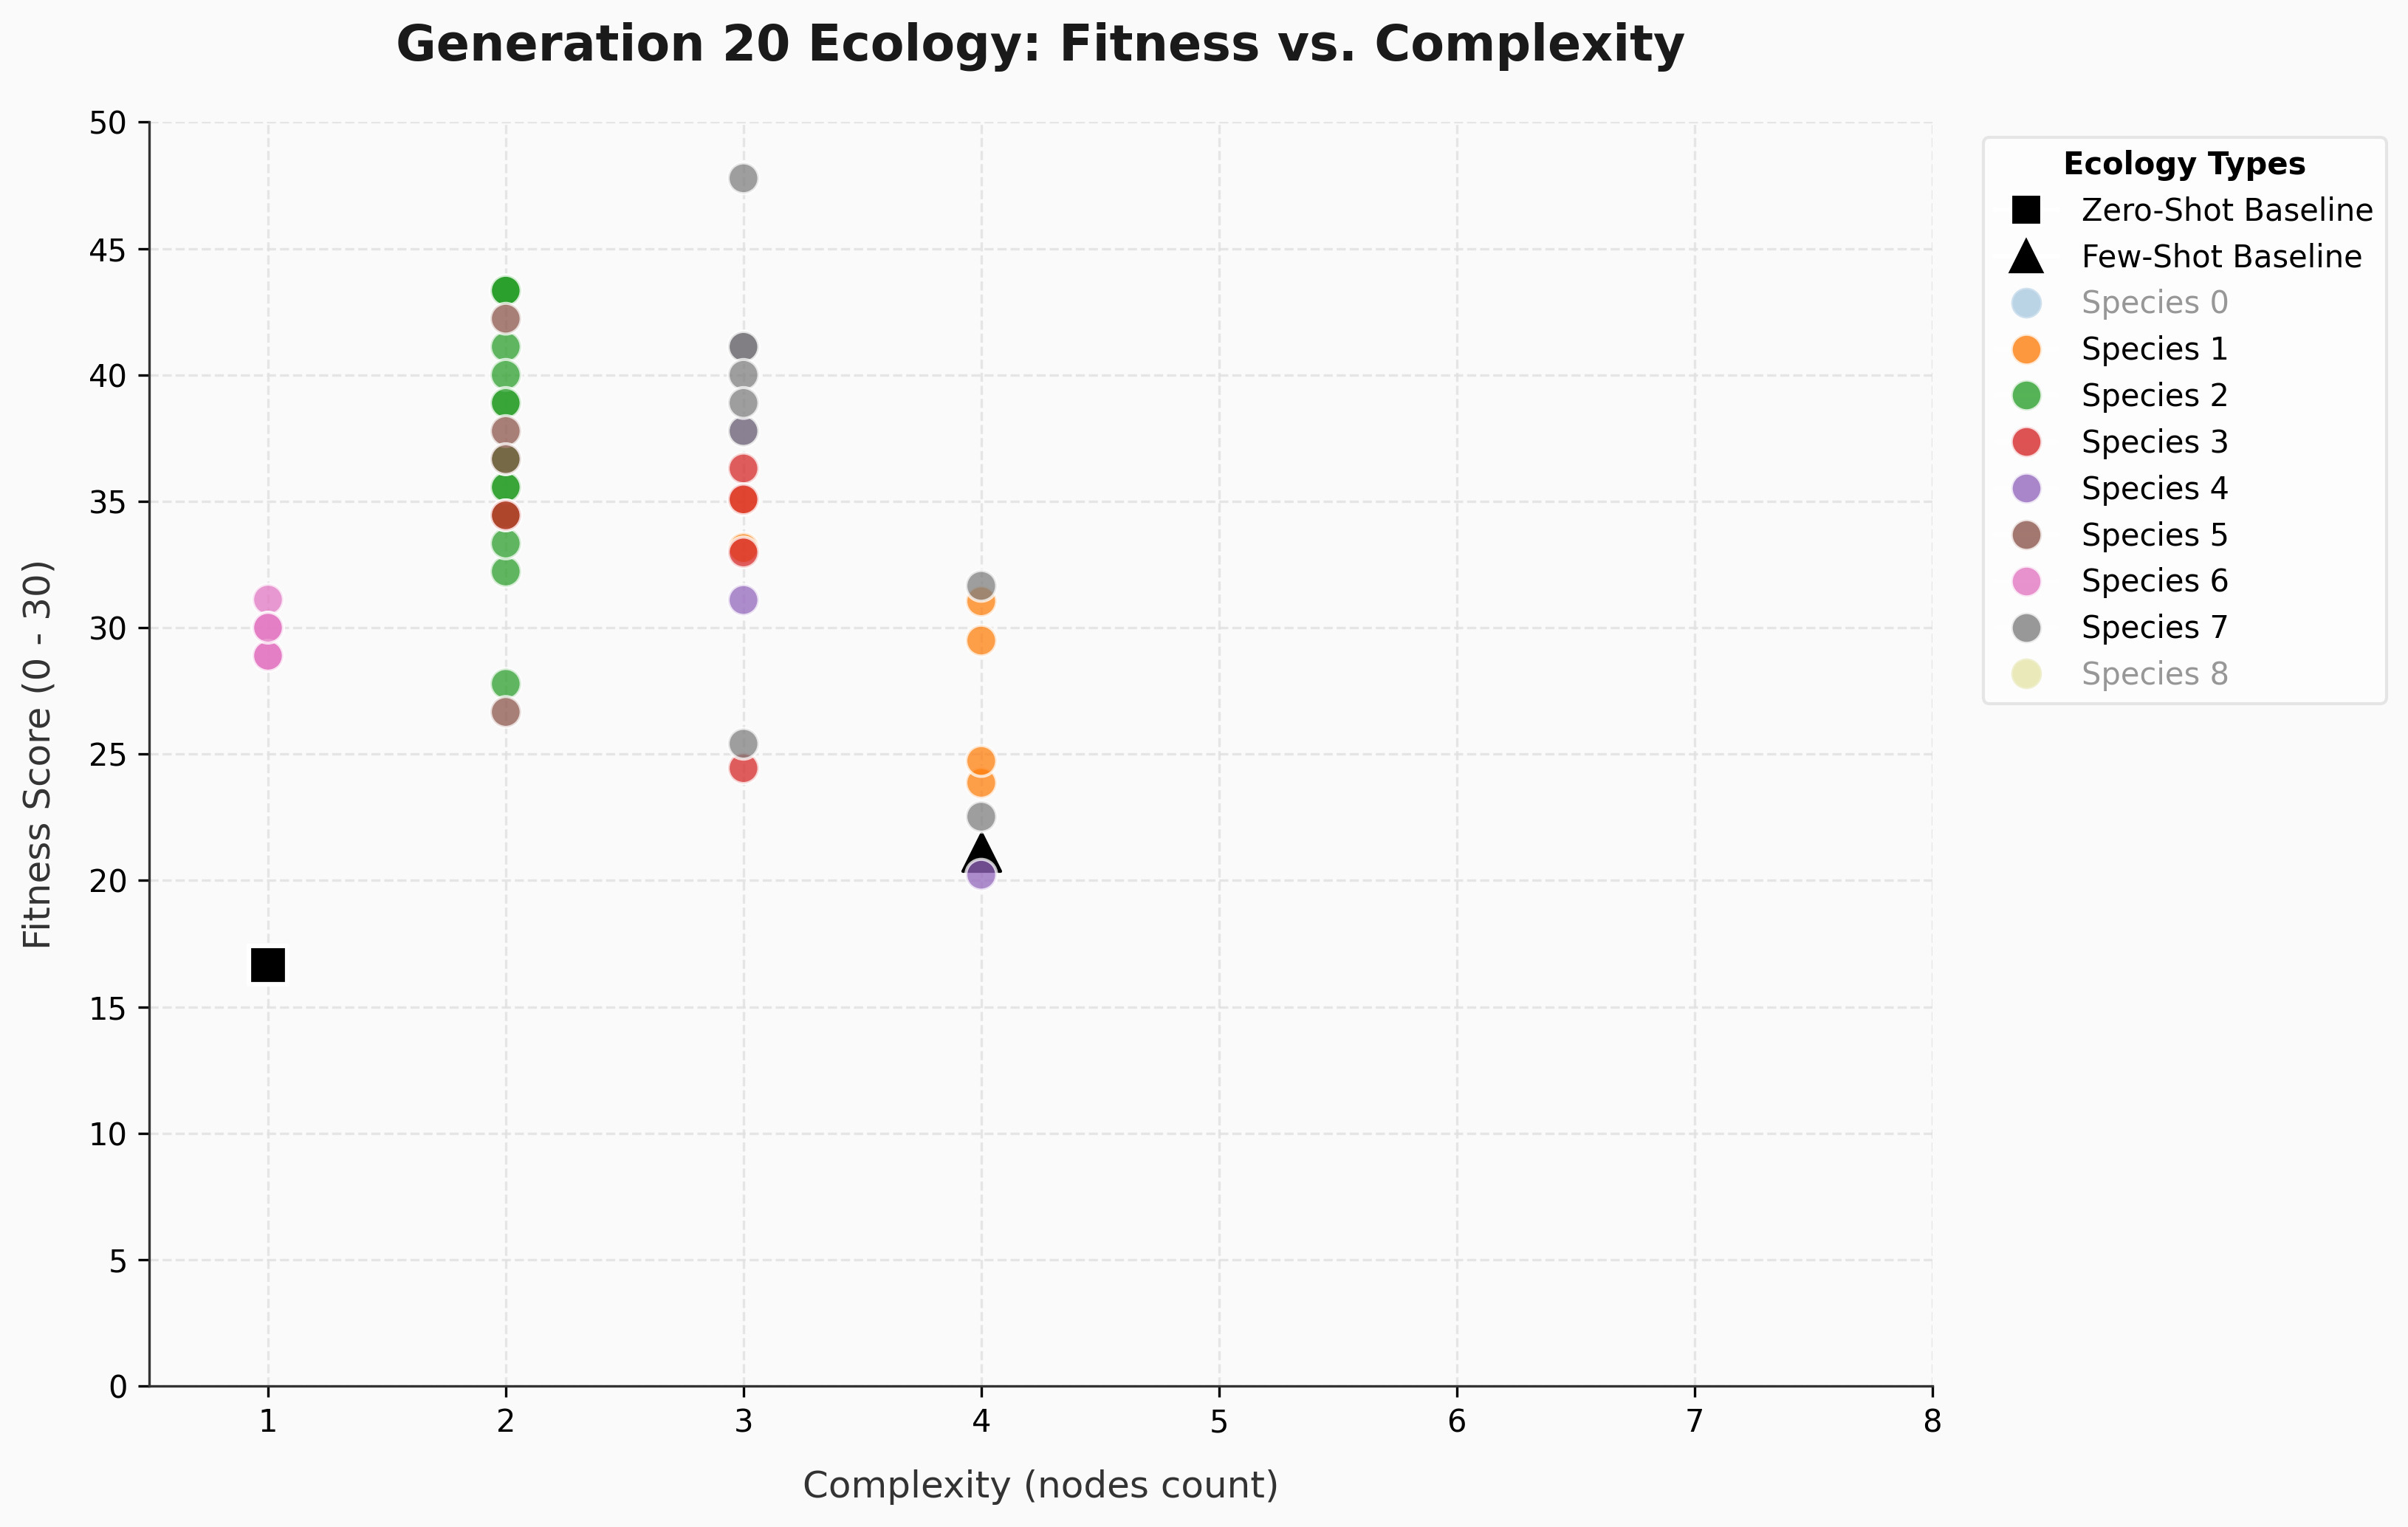 Generation 20 Ecology: Fitness vs. Complexity
50
45
40
35
30
25
20
15
10
5
0
Fitness Score (0 - 30)
1 2 3 4 5 6 7 8
Complexity (nodes count)
Ecology Types
Zero-Shot Baseline
Few-Shot Baseline
Species 0
Species 1
Species 2
Species 3
Species 4
Species 5
Species 6
Species 7
Species 8